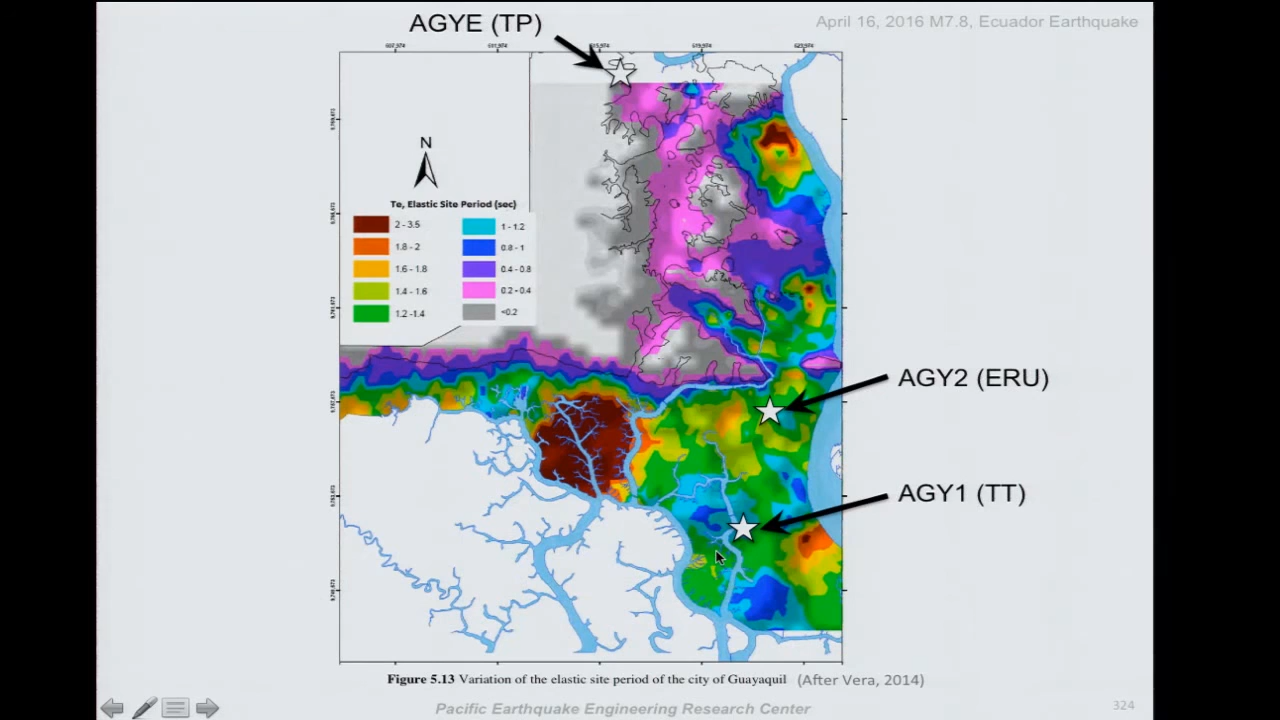 AGYE (TP)
April 16, 2016 M7.8, Ecuador Earthquake
N
Te, Elastic Site Period (sec)
2 - 3.5
1.8 - 2
1.6 - 1.8
1.4 - 1.6
1.2 -1.4
1 - 1.2
0.8 - 1
0.4 - 0.8
0.2 - 0.4
<0.2
AGY2 (ERU)
AGY1 (TT)
Figure 5.13 Variation of the elastic site period of the city of Guayaquil (After Vera, 2014)
Pacific Earthquake Engineering Research Center
324